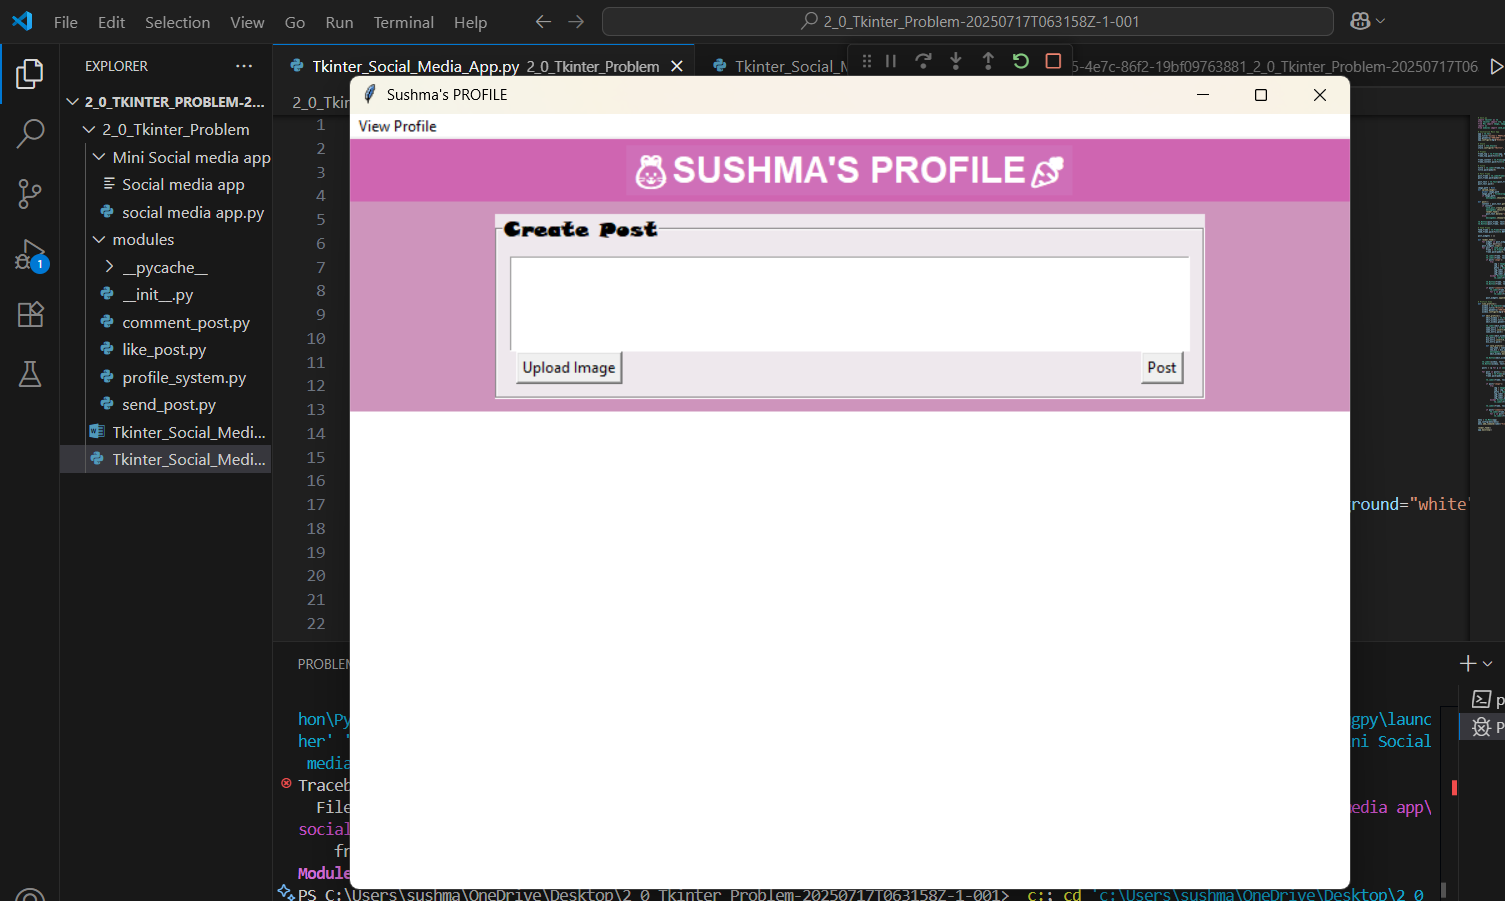 File Edit Selection View Go Run Terminal Help
2_0_Tkinter_Problem-20250717T063158Z-1-001
EXPLORER
2_0_TKINTER_PROBLEM-2...
2_0_Tkinter_Problem
Mini Social media app
Social media app
social media app.py
modules
__pycache__
__init__.py
comment_post.py
like_post.py
profile_system.py
send_post.py
Tkinter_Social_Medi...
Tkinter_Social_Medi...
1
Tkinter_Social_Media_App.py 2_0_Tkinter_Problem
Tkinter_Social_M
5-4e7c-86f2-19bf09763881_2_0_Tkinter_Problem-20250717T06
2_0_Tkin
1
2
3
4
5
6
7
8
9
10
11
12
13
14
15
16
17
18
19
20
21
22
round="white"
Sushma's PROFILE
View Profile
SUSHMA'S PROFILE
Create Post
Upload Image
Post
PROBLEM
hon\Py
gpy\launc
her' '
ni Social
media
Traceb
File
edia app\
social
fr
Module
PS C:\Users\sushma\OneDrive\Desktop\2_0_Tkinter_Problem-20250717T063158Z-1-001> c:; cd 'c:\Users\sushma\OneDrive\Desktop\2_0